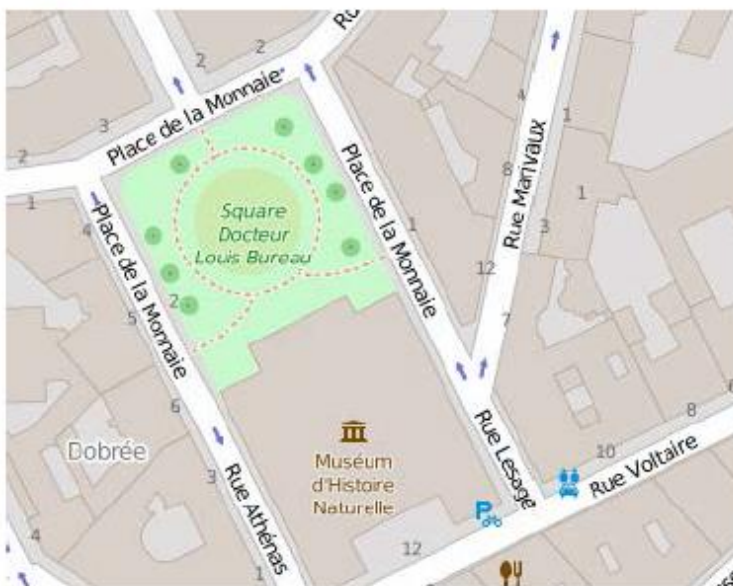 Place de la Monnaie
Place de la Monnaie
Place de la Monnaie
Square
Docteur
Louis Bureau
Rue Marivaux
Rue Lesage
Rue Voltaire
Rue Athénas
Muséum
d'Histoire
Naturelle
Dobrée
P
2
2
3
2
1
4
5
2
6
3
4
1
12
1
12
7
8
4
1
1
3
10
8